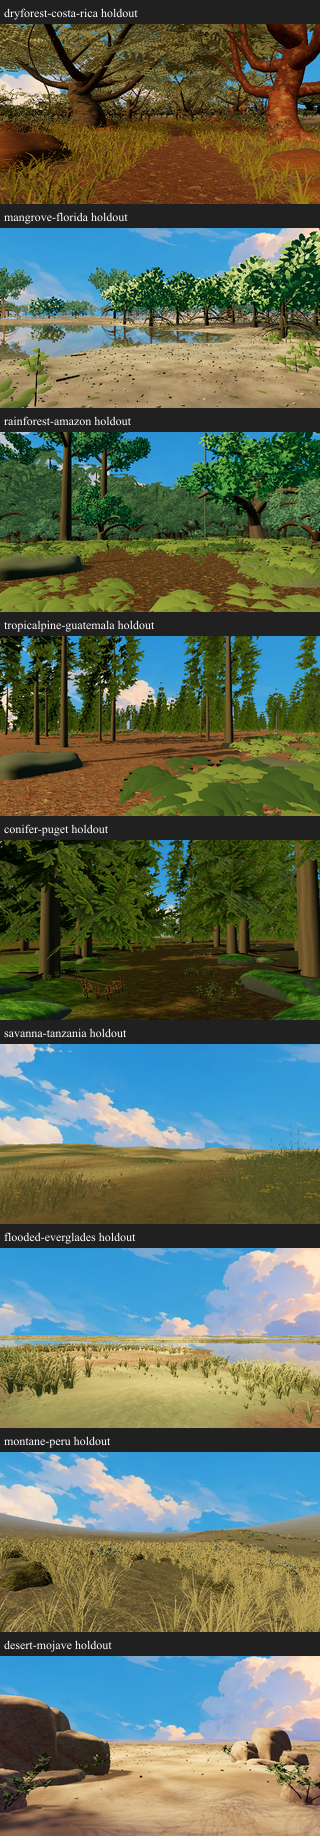 dryforest-costa-rica holdout
mangrove-florida holdout
rainforest-amazon holdout
tropicalpine-guatemala holdout
conifer-puget holdout
savanna-tanzania holdout
flooded-everglades holdout
montane-peru holdout
desert-mojave holdout